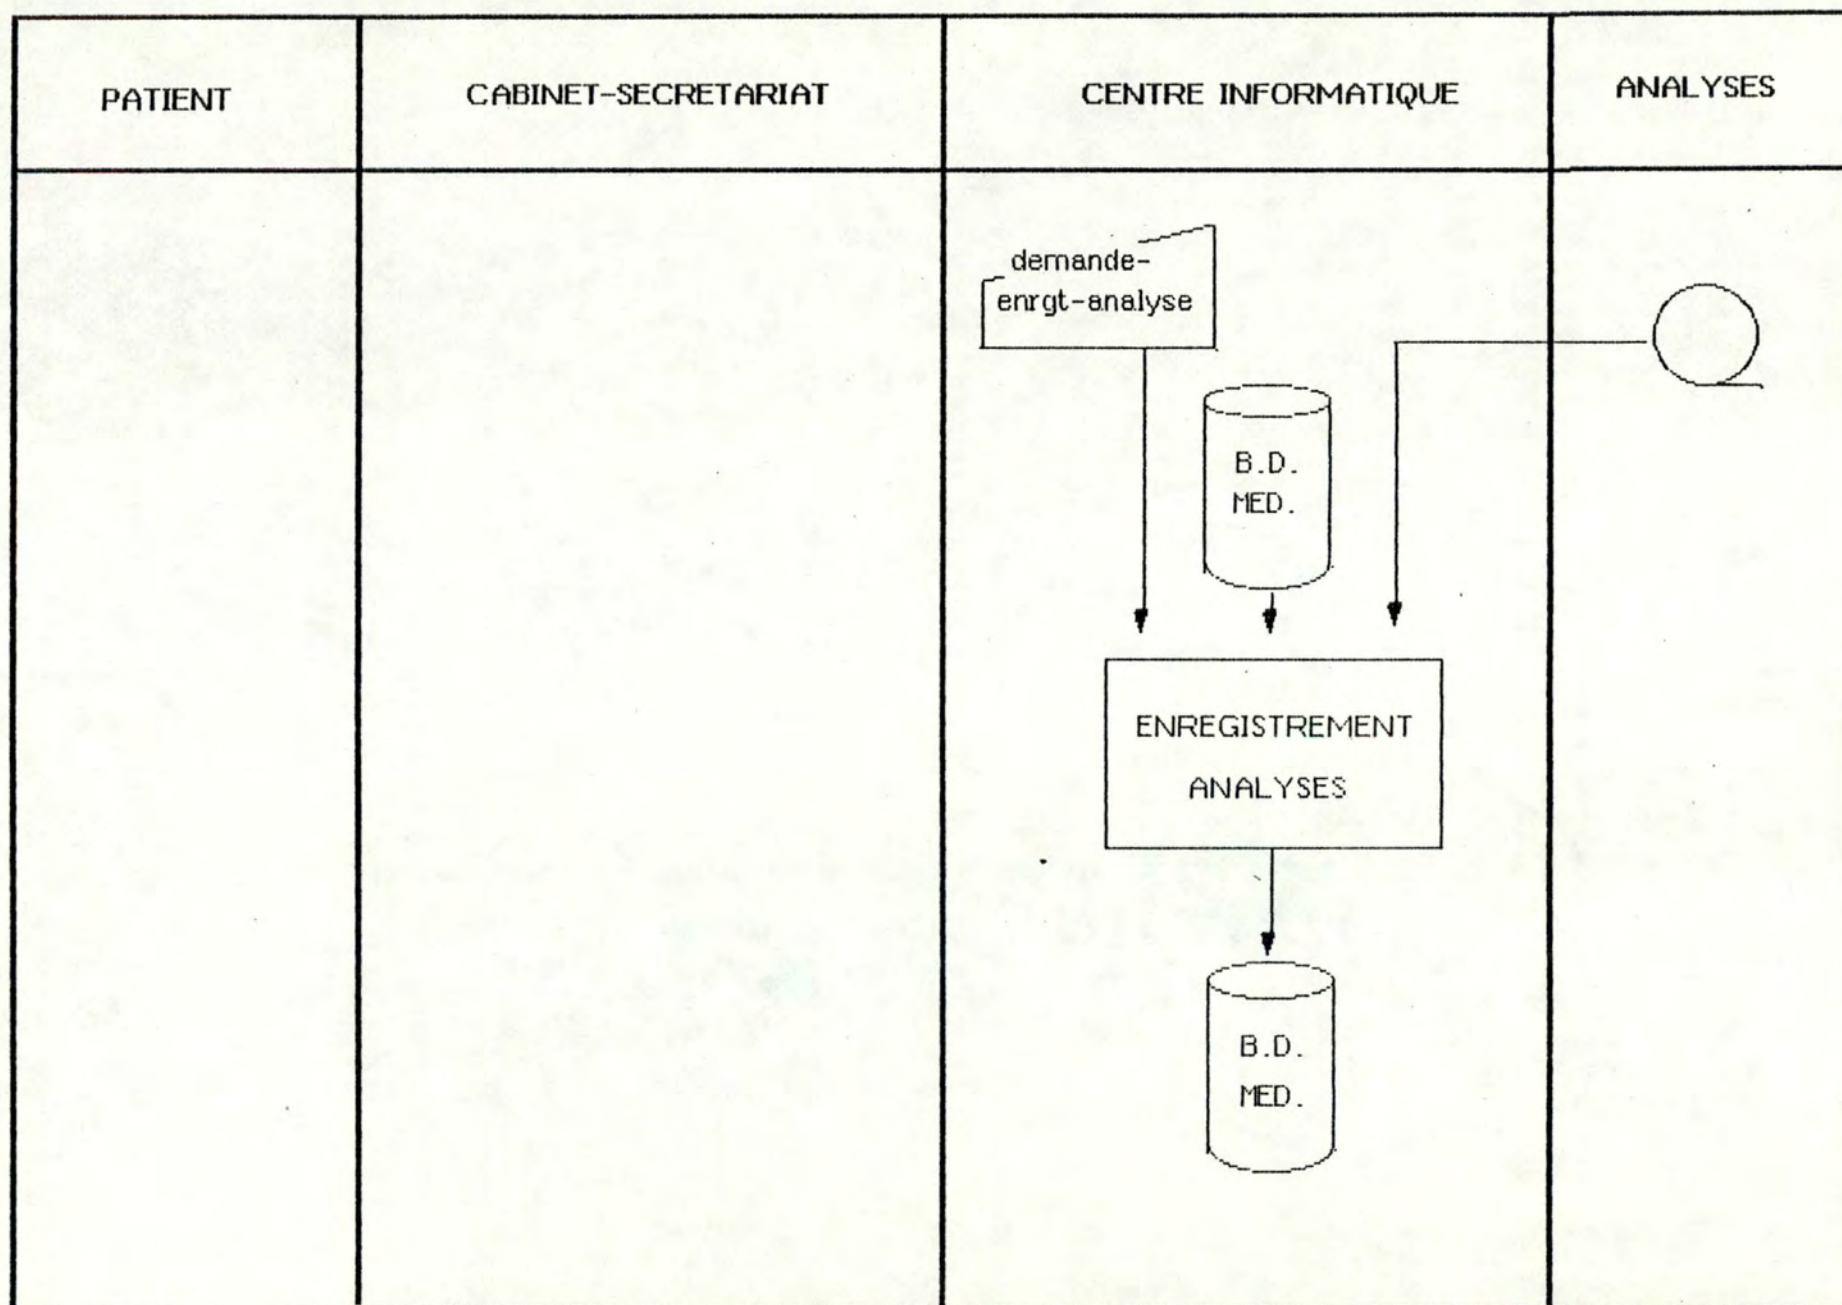 PATIENT
CABINET-SECRETARIAT
CENTRE INFORMATIQUE
ANALYSES
demande-
enrgt-analyse
B.D.
MED.
ENREGISTREMENT
ANALYSES
B.D.
MED.